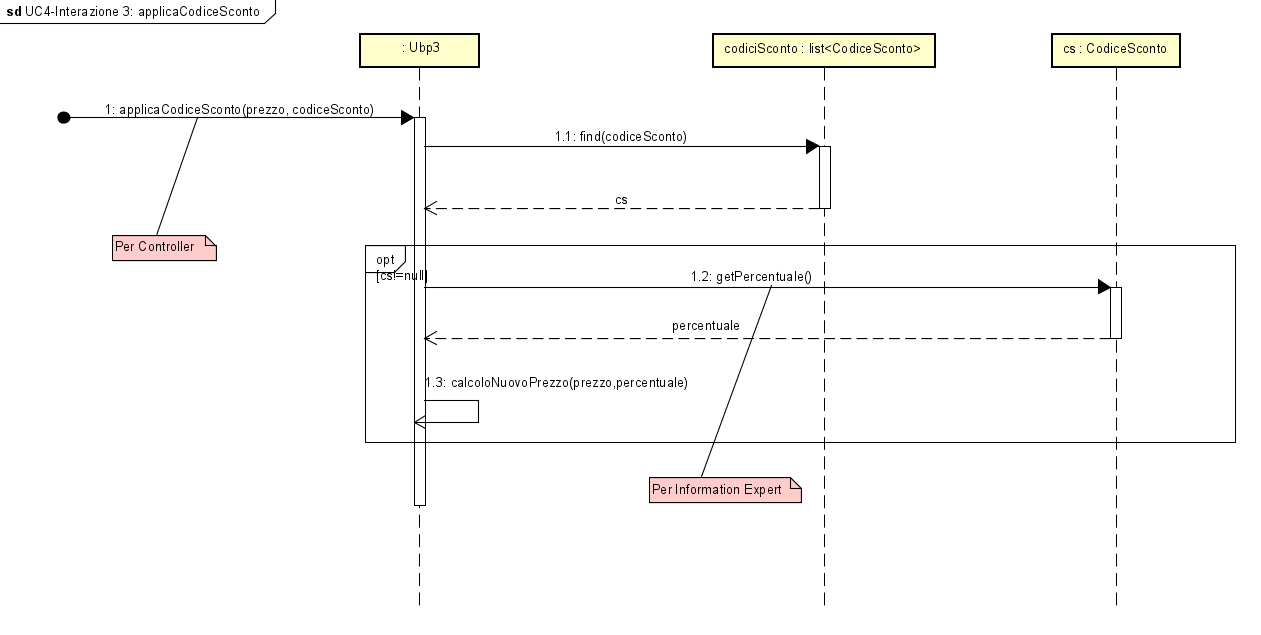 sd UC4-Interazione 3: applicaCodiceSconto
: Ubp3
codiciSconto : list<CodiceSconto>
cs : CodiceSconto
1: applicaCodiceSconto(prezzo, codiceSconto)
1.1: find(codiceSconto)
cs
Per Controller
opt
[cs!=null]
1.2: getPercentuale()
percentuale
1.3: calcoloNuovoPrezzo(prezzo,percentuale)
Per Information Expert